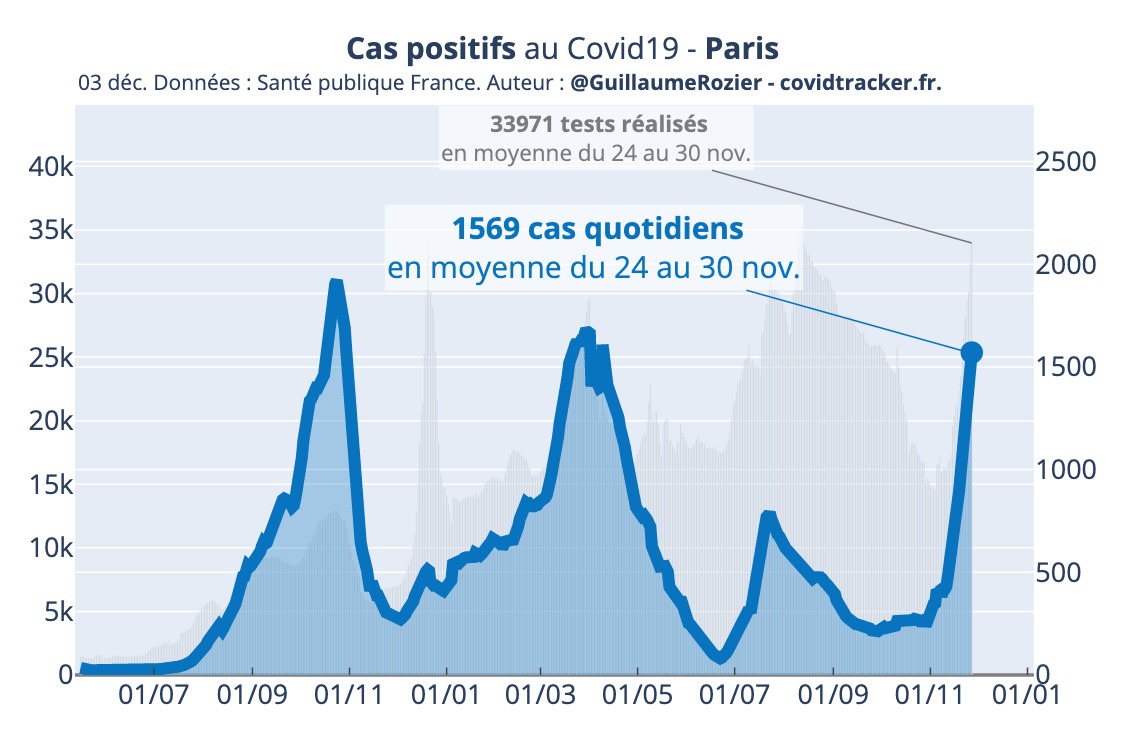 Cas positifs au Covid19 - Paris
03 déc. Données : Santé publique France. Auteur : @GuillaumeRozier - covidtracker.fr.
33971 tests réalisés
en moyenne du 24 au 30 nov.
1569 cas quotidiens
en moyenne du 24 au 30 nov.
40k
35k
30k
25k
20k
15k
10k
5k
0
2500
2000
1500
1000
500
0
01/07 01/09 01/11 01/01 01/03 01/05 01/07 01/09 01/11 01/01